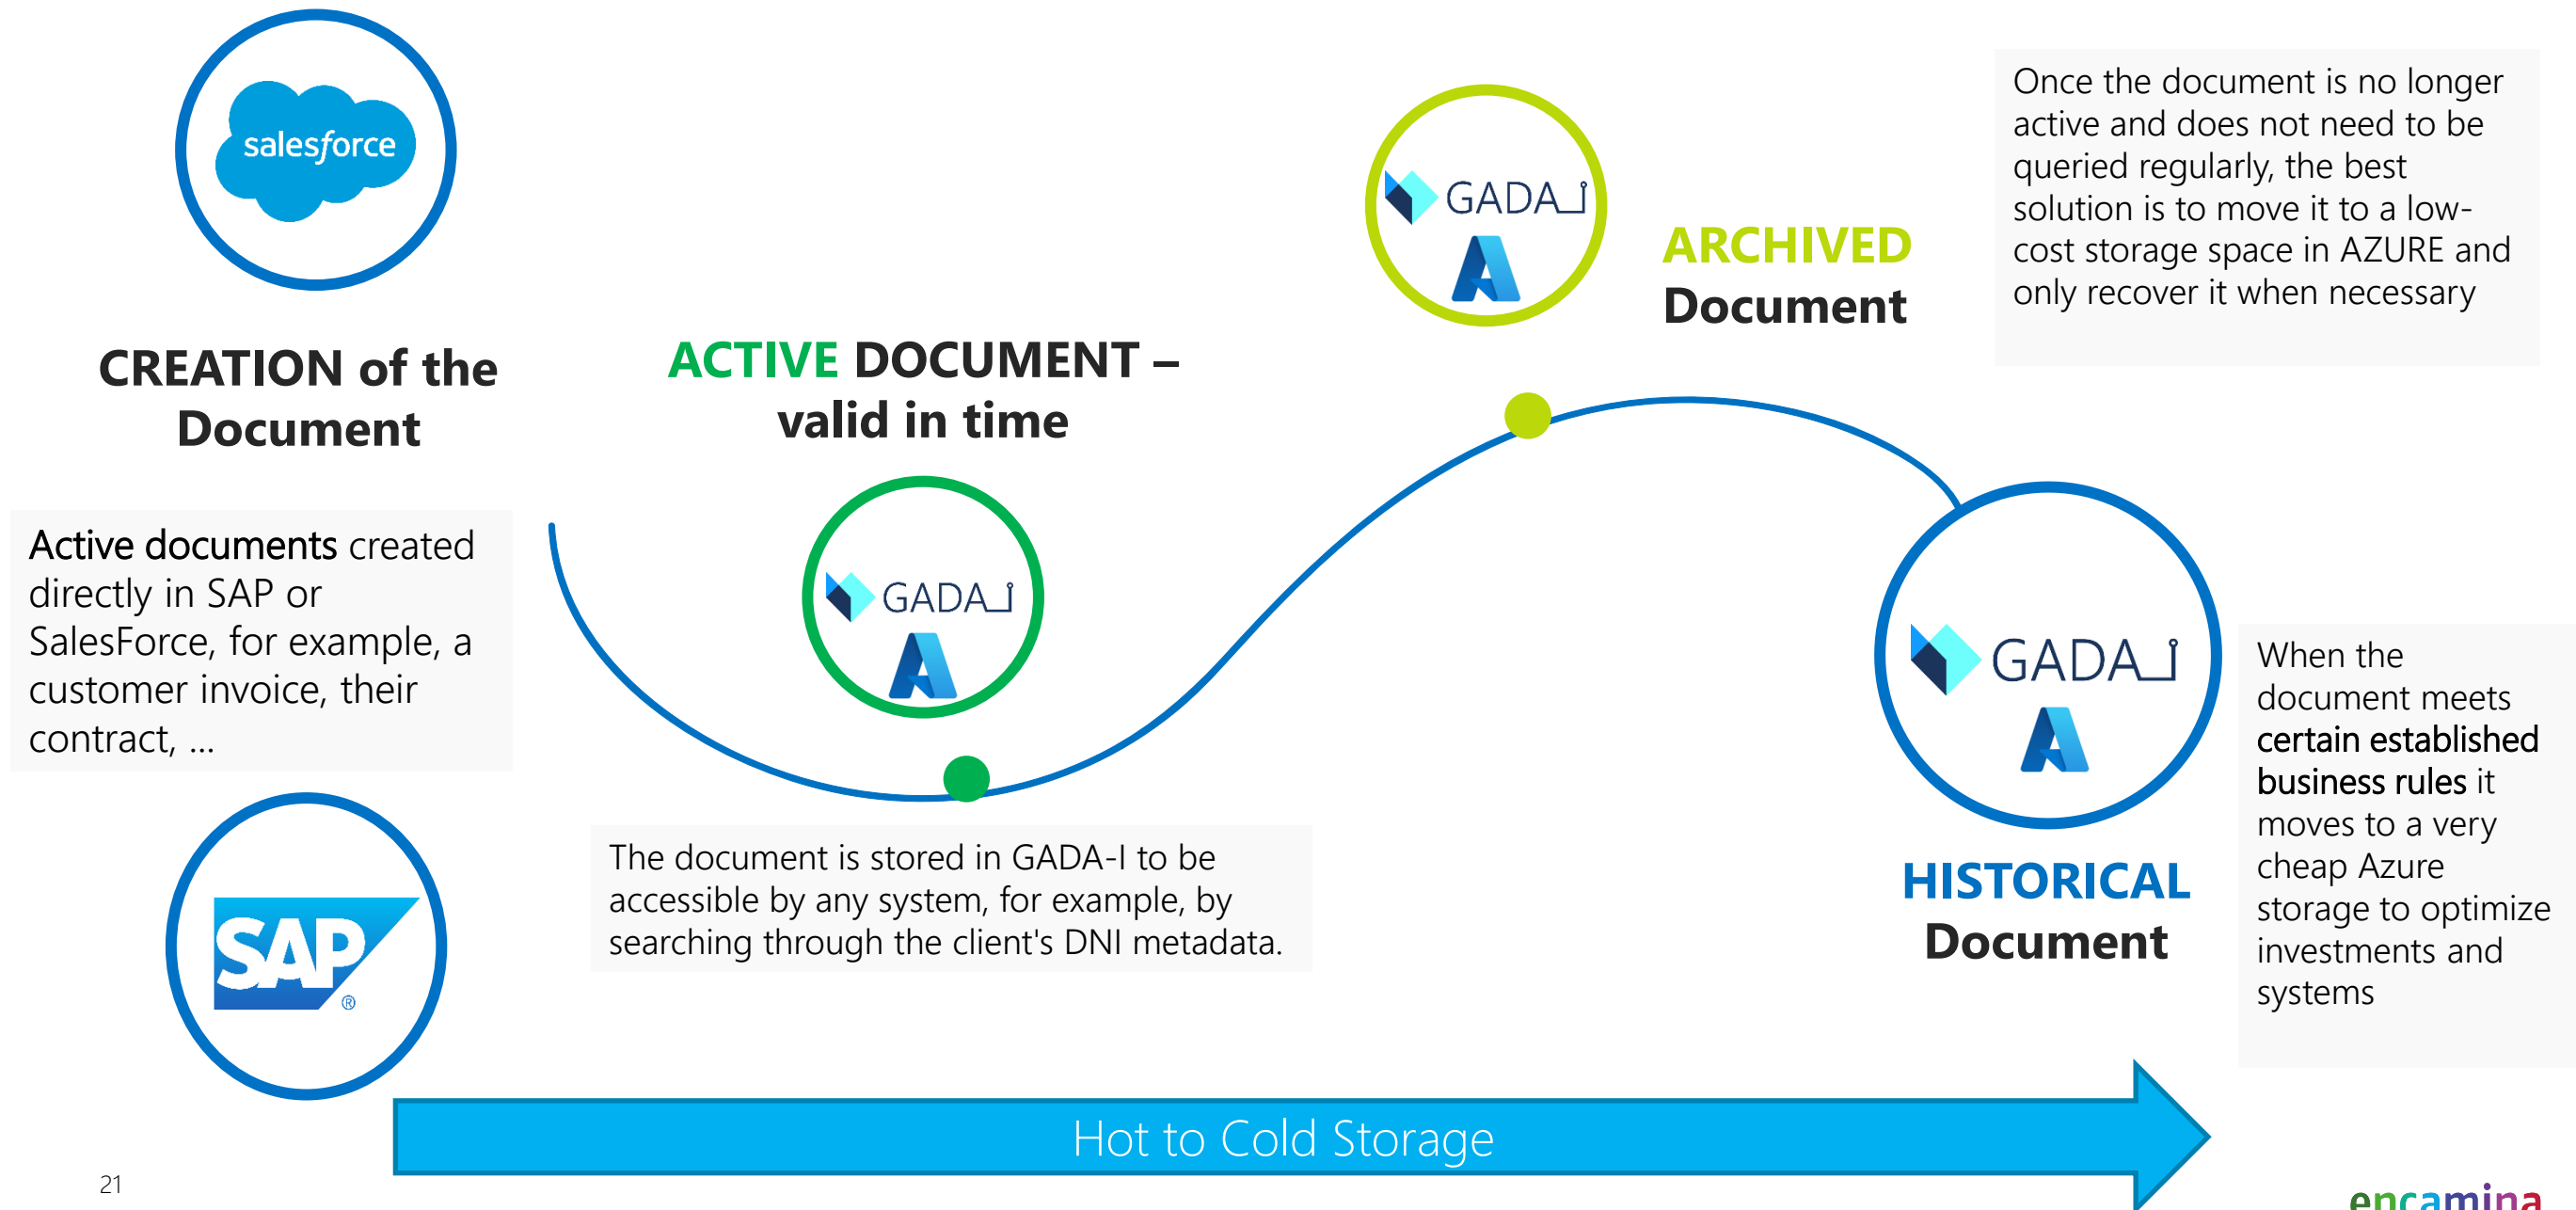 salesforce
CREATION of the
Document
Active documents created
directly in SAP or
SalesForce, for example, a
customer invoice, their
contract, ...
SAP
®
ACTIVE DOCUMENT –
valid in time
GADA_i
The document is stored in GADA-I to be
accessible by any system, for example, by
searching through the client's DNI metadata.
GADA_i
ARCHIVED
Document
Once the document is no longer
active and does not need to be
queried regularly, the best
solution is to move it to a low-
cost storage space in AZURE and
only recover it when necessary
GADA_i
HISTORICAL
Document
When the
document meets
certain established
business rules it
moves to a very
cheap Azure
storage to optimize
investments and
systems
Hot to Cold Storage
21
encamina